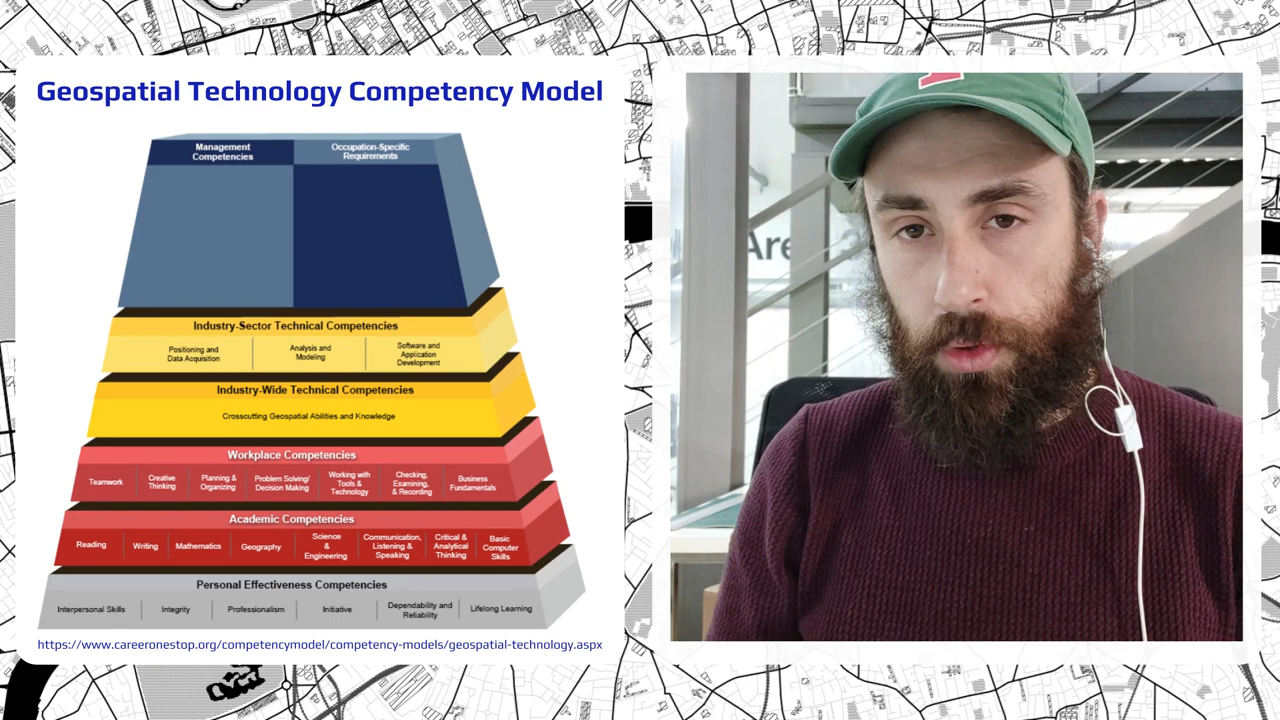 Geospatial Technology Competency Model
Management
Competencies
Occupation-Specific
Requirements
Industry-Sector Technical Competencies
Positioning and
Data Acquisition
Analysis and
Modeling
Software and
Application
Development
Industry-Wide Technical Competencies
Crosscutting Geospatial Abilities and Knowledge
Workplace Competencies
Teamwork
Creative
Thinking
Planning &
Organizing
Problem Solving/
Decision Making
Working with
Tools &
Technology
Checking,
Examining,
& Recording
Business
Fundamentals
Academic Competencies
Reading
Writing
Mathematics
Geography
Science
&
Engineering
Communication,
Listening &
Speaking
Critical &
Analytical
Thinking
Basic
Computer
Skills
Personal Effectiveness Competencies
Interpersonal Skills
Integrity
Professionalism
Initiative
Dependability and
Reliability
Lifelong Learning
https://www.careeronestop.org/competencymodel/competency-models/geospatial-technology.aspx
Are